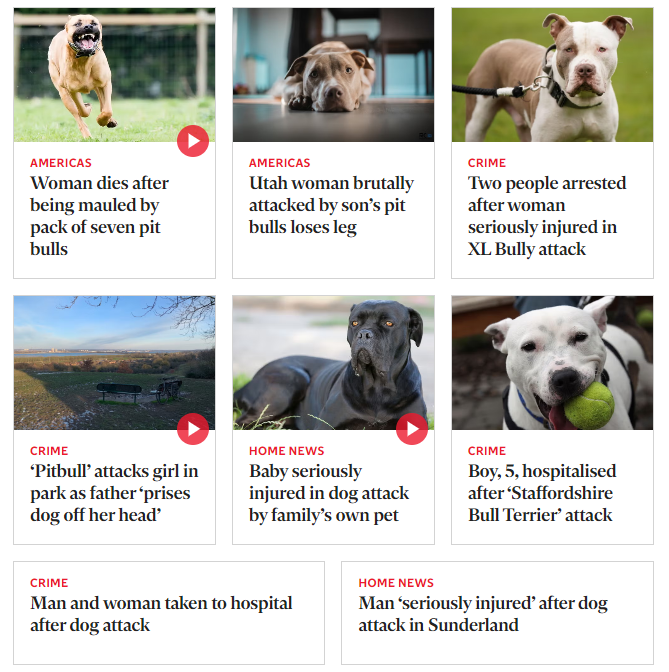 AMERICAS
Woman dies after
being mauled by
pack of seven pit
bulls
AMERICAS
Utah woman brutally
attacked by son’s pit
bulls loses leg
CRIME
Two people arrested
after woman
seriously injured in
XL Bully attack
CRIME
‘Pitbull’ attacks girl in
park as father ‘prises
dog off her head’
HOME NEWS
Baby seriously
injured in dog attack
by family’s own pet
CRIME
Boy, 5, hospitalised
after ‘Staffordshire
Bull Terrier’ attack
CRIME
Man and woman taken to hospital
after dog attack
HOME NEWS
Man ‘seriously injured’ after dog
attack in Sunderland